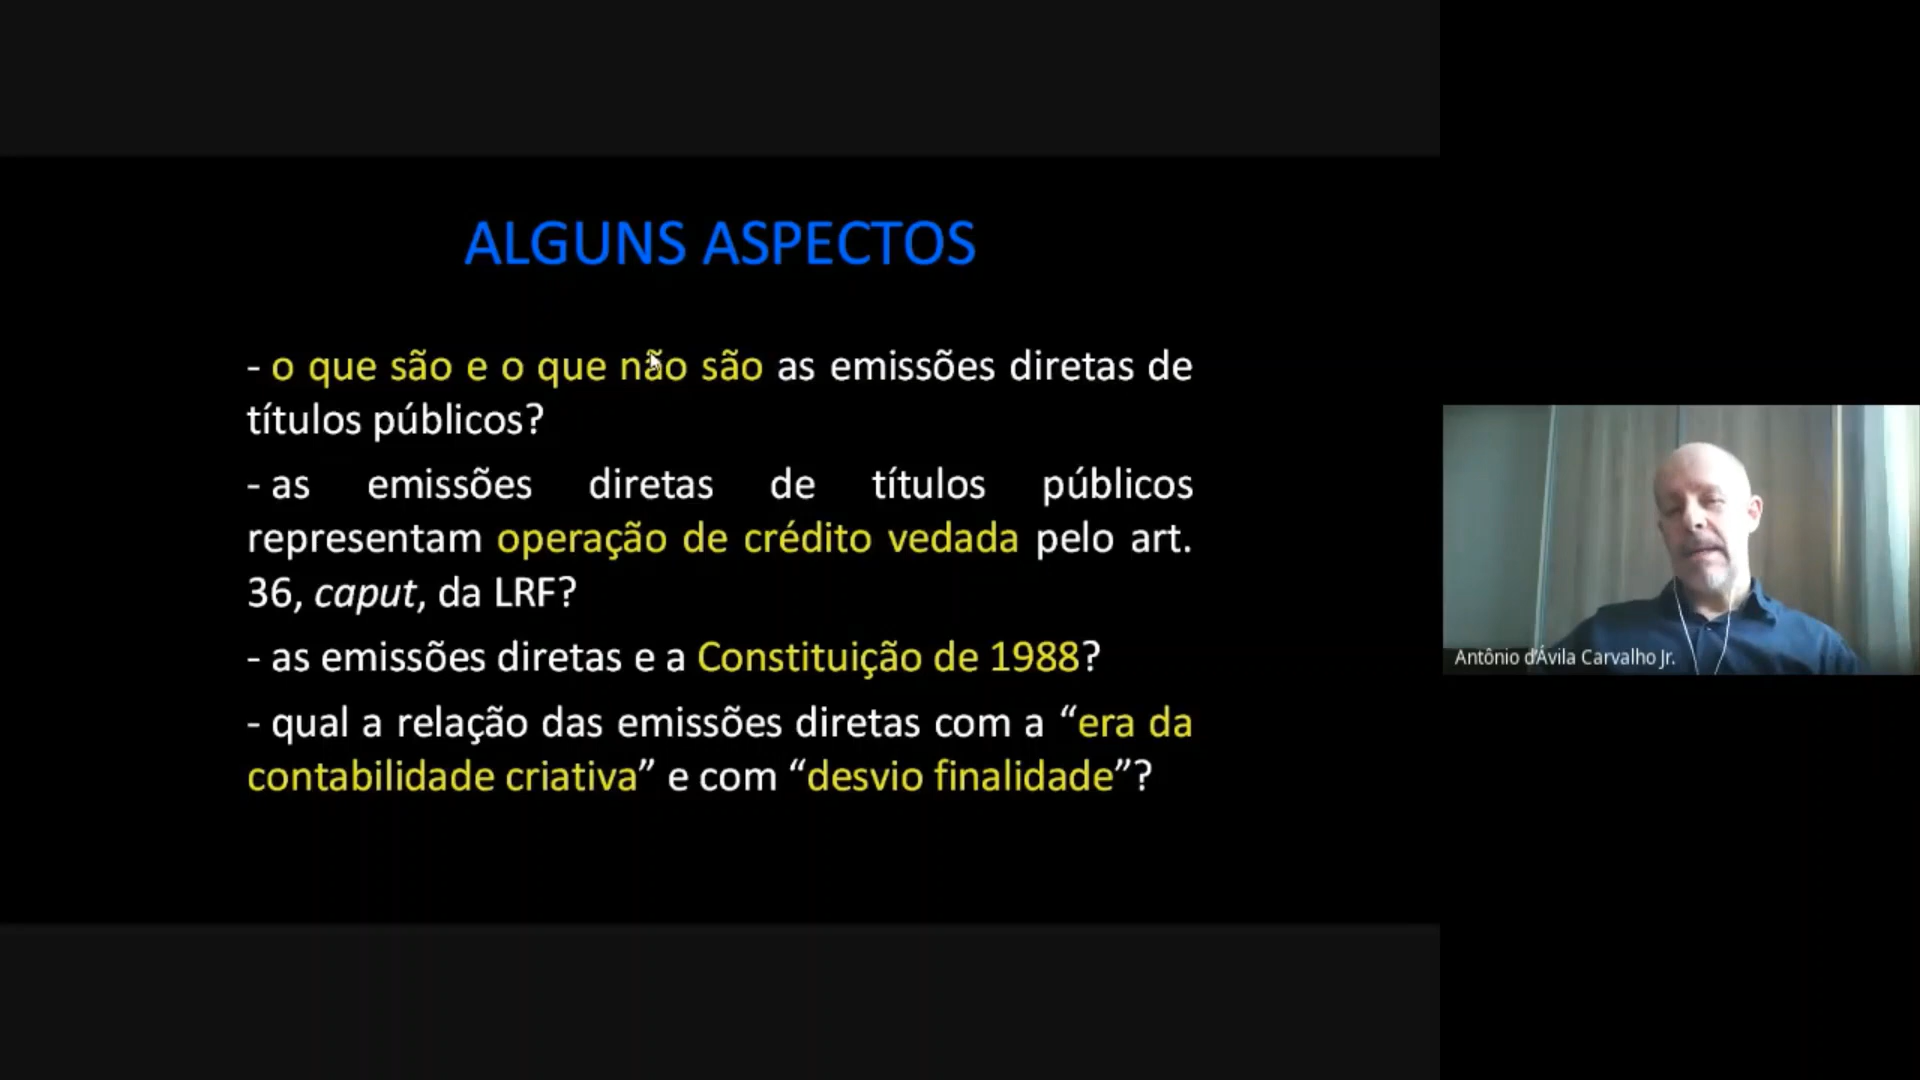 ALGUNS ASPECTOS
- o que são e o que não são as emissões diretas de
títulos públicos?
- as emissões diretas de títulos públicos
representam operação de crédito vedada pelo art.
36, caput, da LRF?
- as emissões diretas e a Constituição de 1988?
- qual a relação das emissões diretas com a “era da
contabilidade criativa” e com “desvio finalidade”?
Antônio d'Ávila Carvalho Jr.